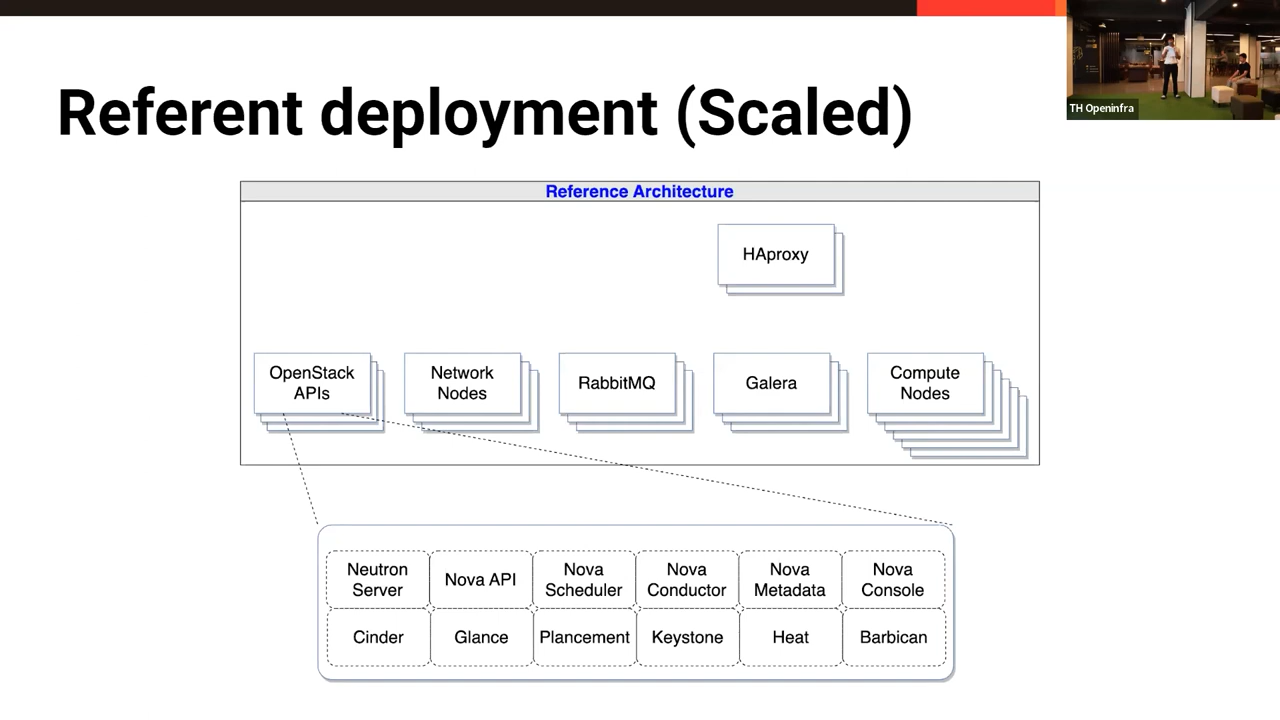 Referent deployment (Scaled)
TH Openinfra
Reference Architecture
HAproxy
OpenStack
APIs
Network
Nodes
RabbitMQ
Galera
Compute
Nodes
Neutron
Server
Nova API
Nova
Scheduler
Nova
Conductor
Nova
Metadata
Nova
Console
Cinder
Glance
Plancement
Keystone
Heat
Barbican